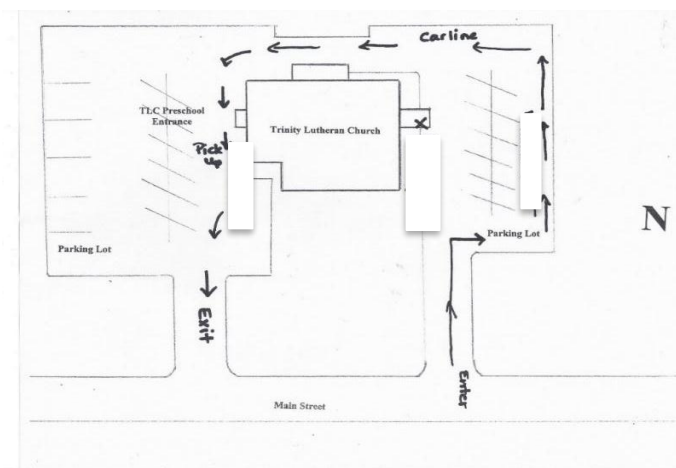 Carline
TLC Preschool
Entrance
Trinity Lutheran Church
X
Pick
Up
N
Parking Lot
Parking Lot
Exit
Enter
Main Street